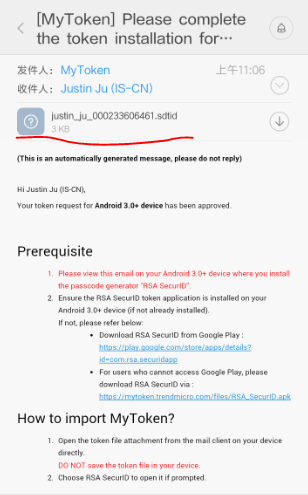 [MyToken] Please complete
the token installation for···
发件人： MyToken
上午11:06
收件人： Justin Ju (IS-CN)
justin_ju_000233606461.sdtid
3 KB
(This is an automatically generated message, please do not reply)
Hi Justin Ju (IS-CN),
Your token request for Android 3.0+ device has been approved.
Prerequisite
1. Please view this email on your Android 3.0+ device where you install
the passcode generator "RSA SecurID".
2. Ensure the RSA SecurID token application is installed on your
Android 3.0+ device (if not already installed).
If not, please refer below:
• Download RSA SecurID from Google Play :
https://play.google.com/store/apps/details?
id=com.rsa.securidapp
• For users who cannot access Google Play, please
download RSA SecurID via :
https://mytoken.trendmicro.com/files/RSA_SecurID.apk
How to import MyToken?
1. Open the token file attachment from the mail client on your device
directly.
DO NOT save the token file in your device.
2. Choose RSA SecurID to open it if prompted.